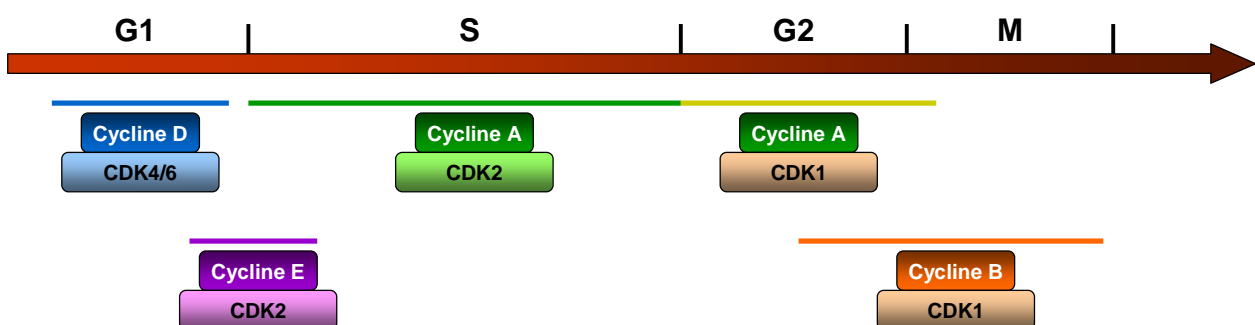 G1 S G2 M
Cycline D Cycline A Cycline A
CDK4/6 CDK2 CDK1
Cycline E Cycline B
CDK2 CDK1